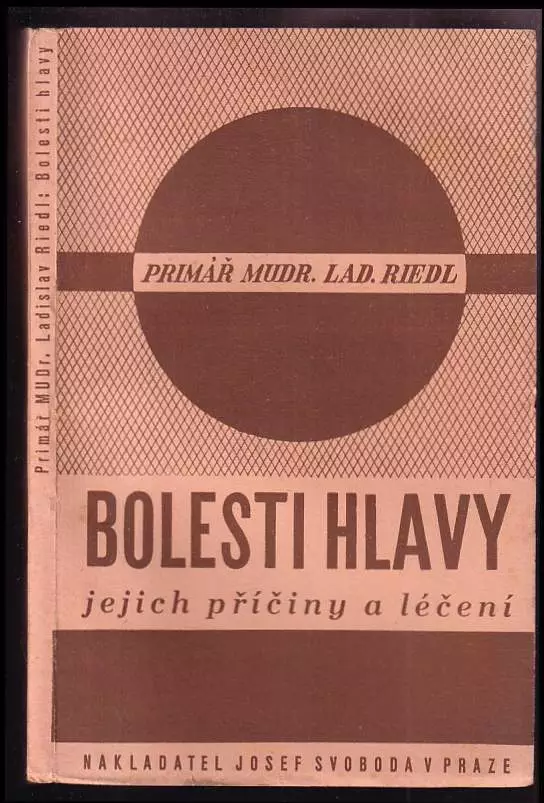 Primář MUDr. Ladislav Riedl: Bolesti hlavy
PRIMÁŘ MUDR. LAD. RIEDL
BOLESTI HLAVY
jejich příčiny a léčení
NAKLADATEL JOSEF SVOBODA V PRAZE